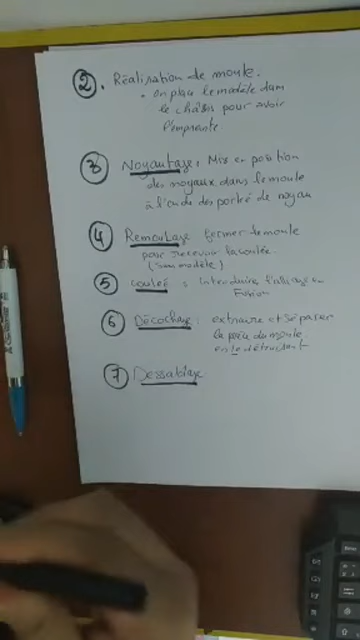 2. Réalisation de moule.
. On place le modèle dans
le châssis pour avoir
l'empreinte
3 Noyautage : Mis en position
des noyaux dans le moule
à l'aide des portée de noyau
4 Remoulage fermer le moule
pour recevoir la coulée.
(sans modèle)
5 coulée : Introduire l'alliage en
Fusion
6 Décochage : extraire et séparer
la pièce du moule
en le détruisant
7 Dessablage